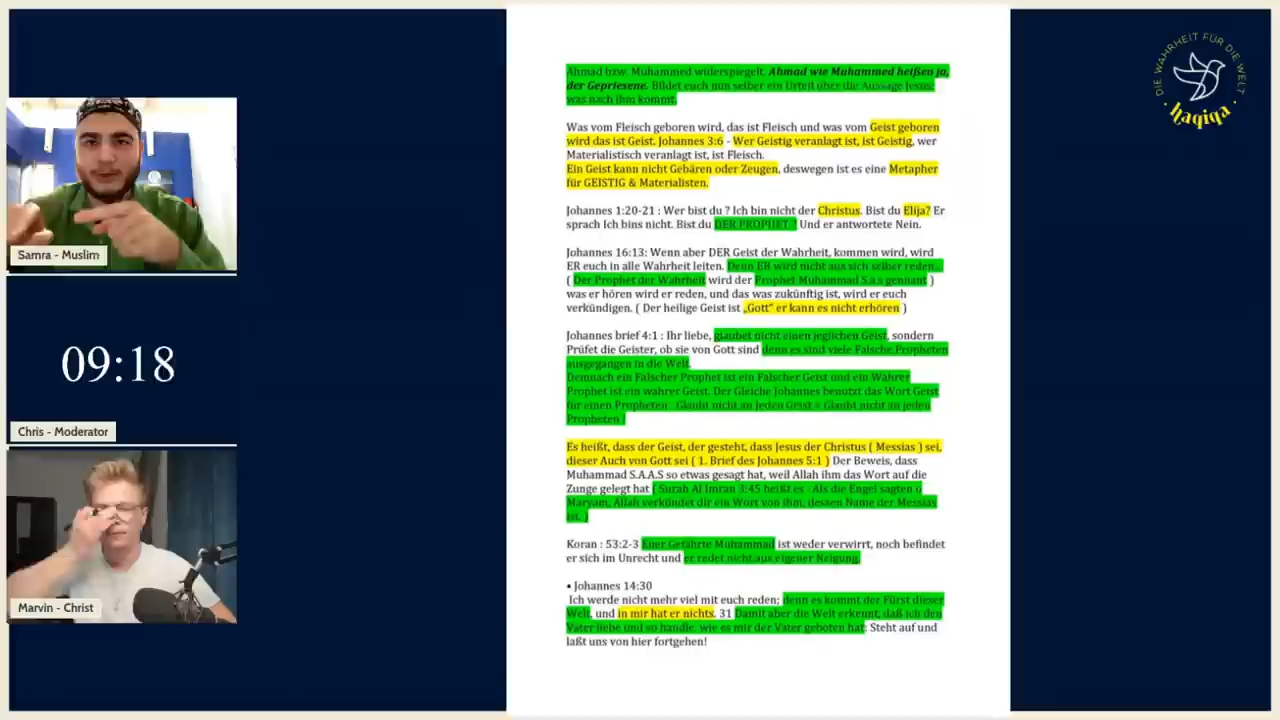 Ahmad bzw. Muhammed widerspiegelt. Ahmad wie Muhammed heißen ja,
der Gepriesene. Bildet euch nun selber ein Urteil über die Aussage Jesus;
was nach ihm kommt.
Was vom Fleisch geboren wird, das ist Fleisch und was vom Geist geboren
wird das ist Geist. Johannes 3:6 - Wer Geistig veranlagt ist, ist Geistig, wer
Materialistisch veranlagt ist, ist Fleisch.
Ein Geist kann nicht Gebären oder Zeugen, deswegen ist es eine Metapher
für GEISTIG & Materialisten.
Johannes 1:20-21 : Wer bist du ? Ich bin nicht der Christus. Bist du Elija? Er
sprach Ich bins nicht. Bist du DER PROPHET ? Und er antwortete Nein.
Johannes 16:13: Wenn aber DER Geist der Wahrheit, kommen wird, wird
ER euch in alle Wahrheit leiten. Denn ER wird nicht aus sich selber reden...
( Der Prophet der Wahrheit wird der Prophet Muhammad S.a.s gennant )
was er hören wird er reden, und das was zukünftig ist, wird er euch
verkündigen. ( Der heilige Geist ist „Gott“ er kann es nicht erhören )
Johannes brief 4:1 : Ihr liebe, glaubet nicht einen jeglichen Geist, sondern
Prüfet die Geister, ob sie von Gott sind denn es sind viele Falsche Propheten
ausgegangen in die Welt.
Demnach ein Falscher Prophet ist ein Falscher Geist und ein Wahrer
Prophet ist ein wahrer Geist. Der Gleiche Johannes benutzt das Wort Geist
für einen Propheten. Glaubt nicht an Jeden Geist = Glaubt nicht an jeden
Propheten !
Es heißt, dass der Geist, der gesteht, dass Jesus der Christus ( Messias ) sei,
dieser Auch von Gott sei ( 1. Brief des Johannes 5:1 ) Der Beweis, dass
Muhammad S.A.A.S so etwas gesagt hat, weil Allah ihm das Wort auf die
Zunge gelegt hat ( Surah Al Imran 3:45 heißt es : Als die Engel sagten o
Maryam, Allah verkündet dir ein Wort von ihm, dessen Name der Messias
ist. )
Koran : 53:2-3 Euer Gefährte Muhammad ist weder verwirrt, noch befindet
er sich im Unrecht und er redet nicht aus eigener Neigung.
• Johannes 14:30
Ich werde nicht mehr viel mit euch reden; denn es kommt der Fürst dieser
Welt, und in mir hat er nichts. 31 Damit aber die Welt erkennt, daß ich den
Vater liebe und so handle, wie es mir der Vater geboten hat: Steht auf und
laßt uns von hier fortgehen!
Samra - Muslim
09:18
Chris - Moderator
Marvin - Christ
DIE WAHRHEIT FÜR DIE WELT
haqiqa